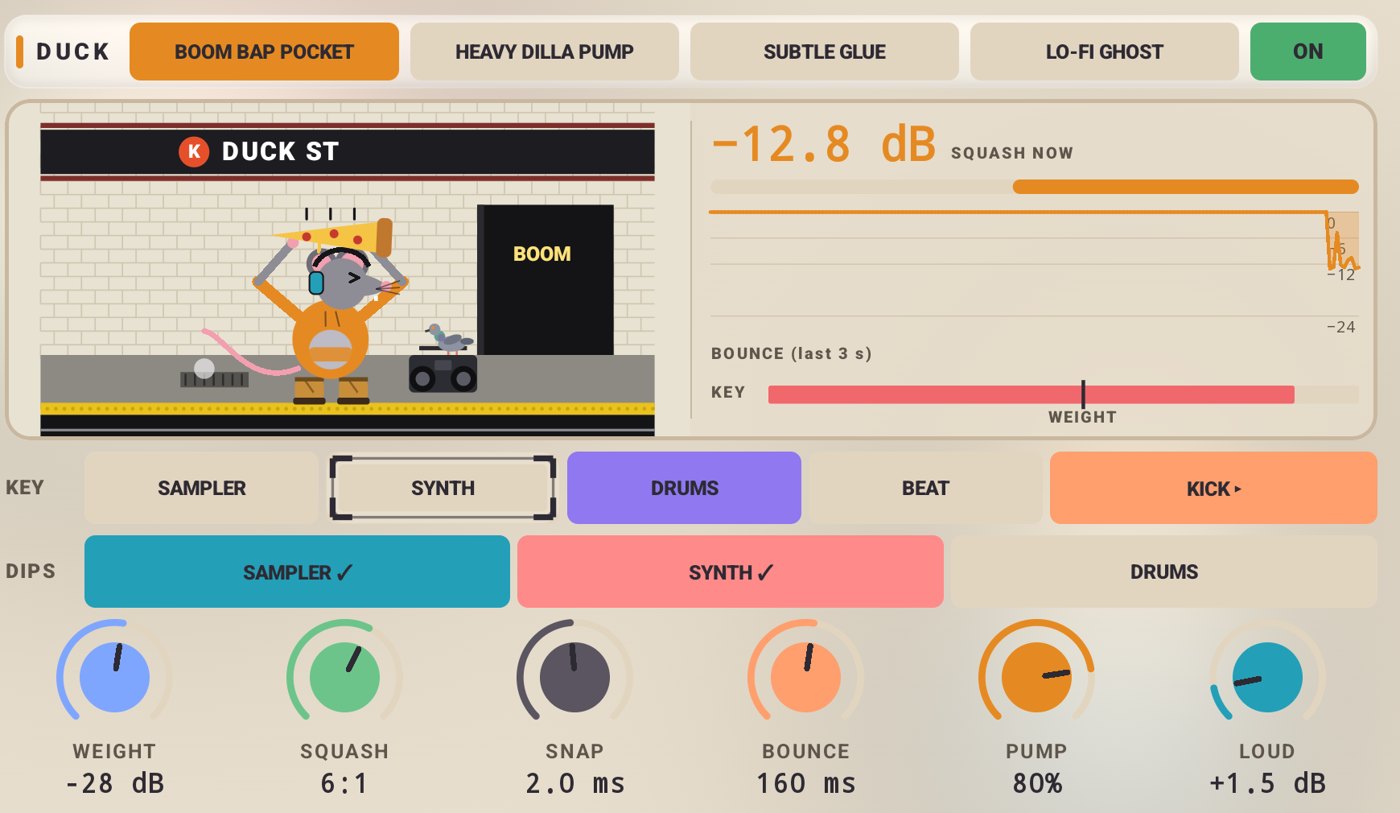 DUCK
BOOM BAP POCKET
HEAVY DILLA PUMP
SUBTLE GLUE
LO-FI GHOST
ON
K DUCK ST
BOOM
−12.8 dB SQUASH NOW
0
−6
−12
−24
BOUNCE (last 3 s)
KEY
WEIGHT
KEY
SAMPLER
SYNTH
DRUMS
BEAT
KICK ▸
DIPS
SAMPLER ✓
SYNTH ✓
DRUMS
WEIGHT
-28 dB
SQUASH
6:1
SNAP
2.0 ms
BOUNCE
160 ms
PUMP
80%
LOUD
+1.5 dB